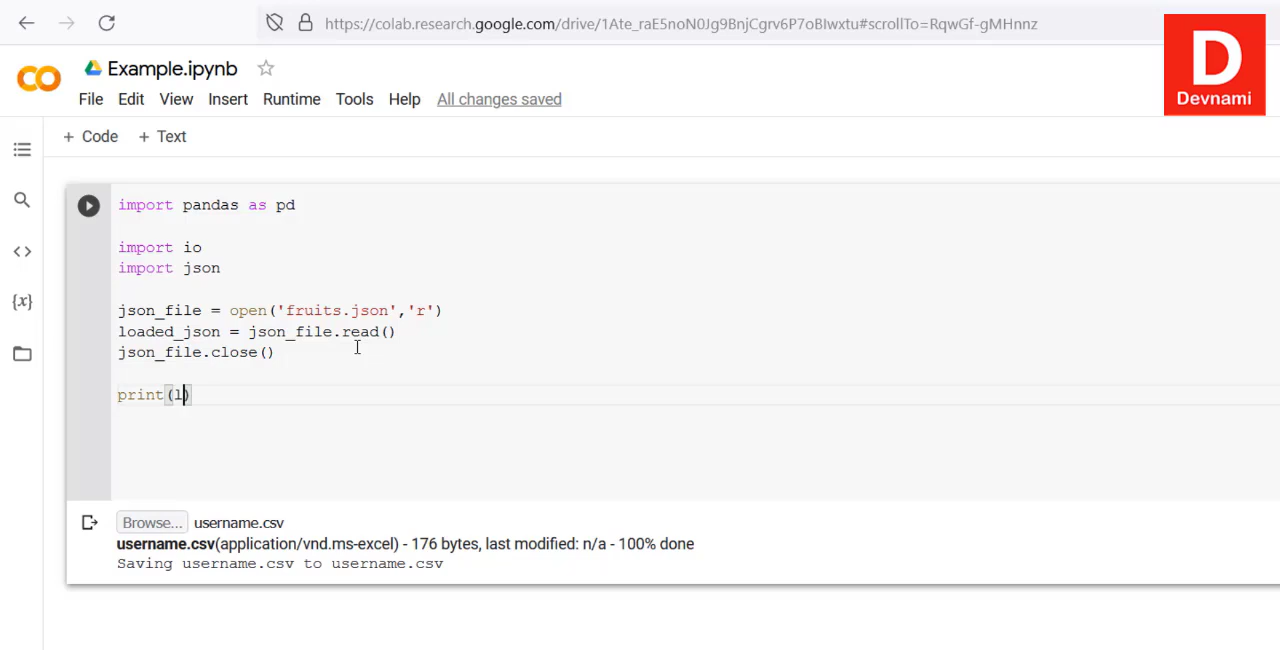 https://colab.research.google.com/drive/1Ate_raE5noN0Jg9BnjCgrv6P7oBIwxtu#scrollTo=RqwGf-gMHnnz
D
Devnami
CO
Example.ipynb
File Edit View Insert Runtime Tools Help All changes saved
+ Code + Text
import pandas as pd
import io
import json
json_file = open('fruits.json','r')
loaded_json = json_file.read()
json_file.close()
print(l)
{x}
Browse... username.csv
username.csv(application/vnd.ms-excel) - 176 bytes, last modified: n/a - 100% done
Saving username.csv to username.csv